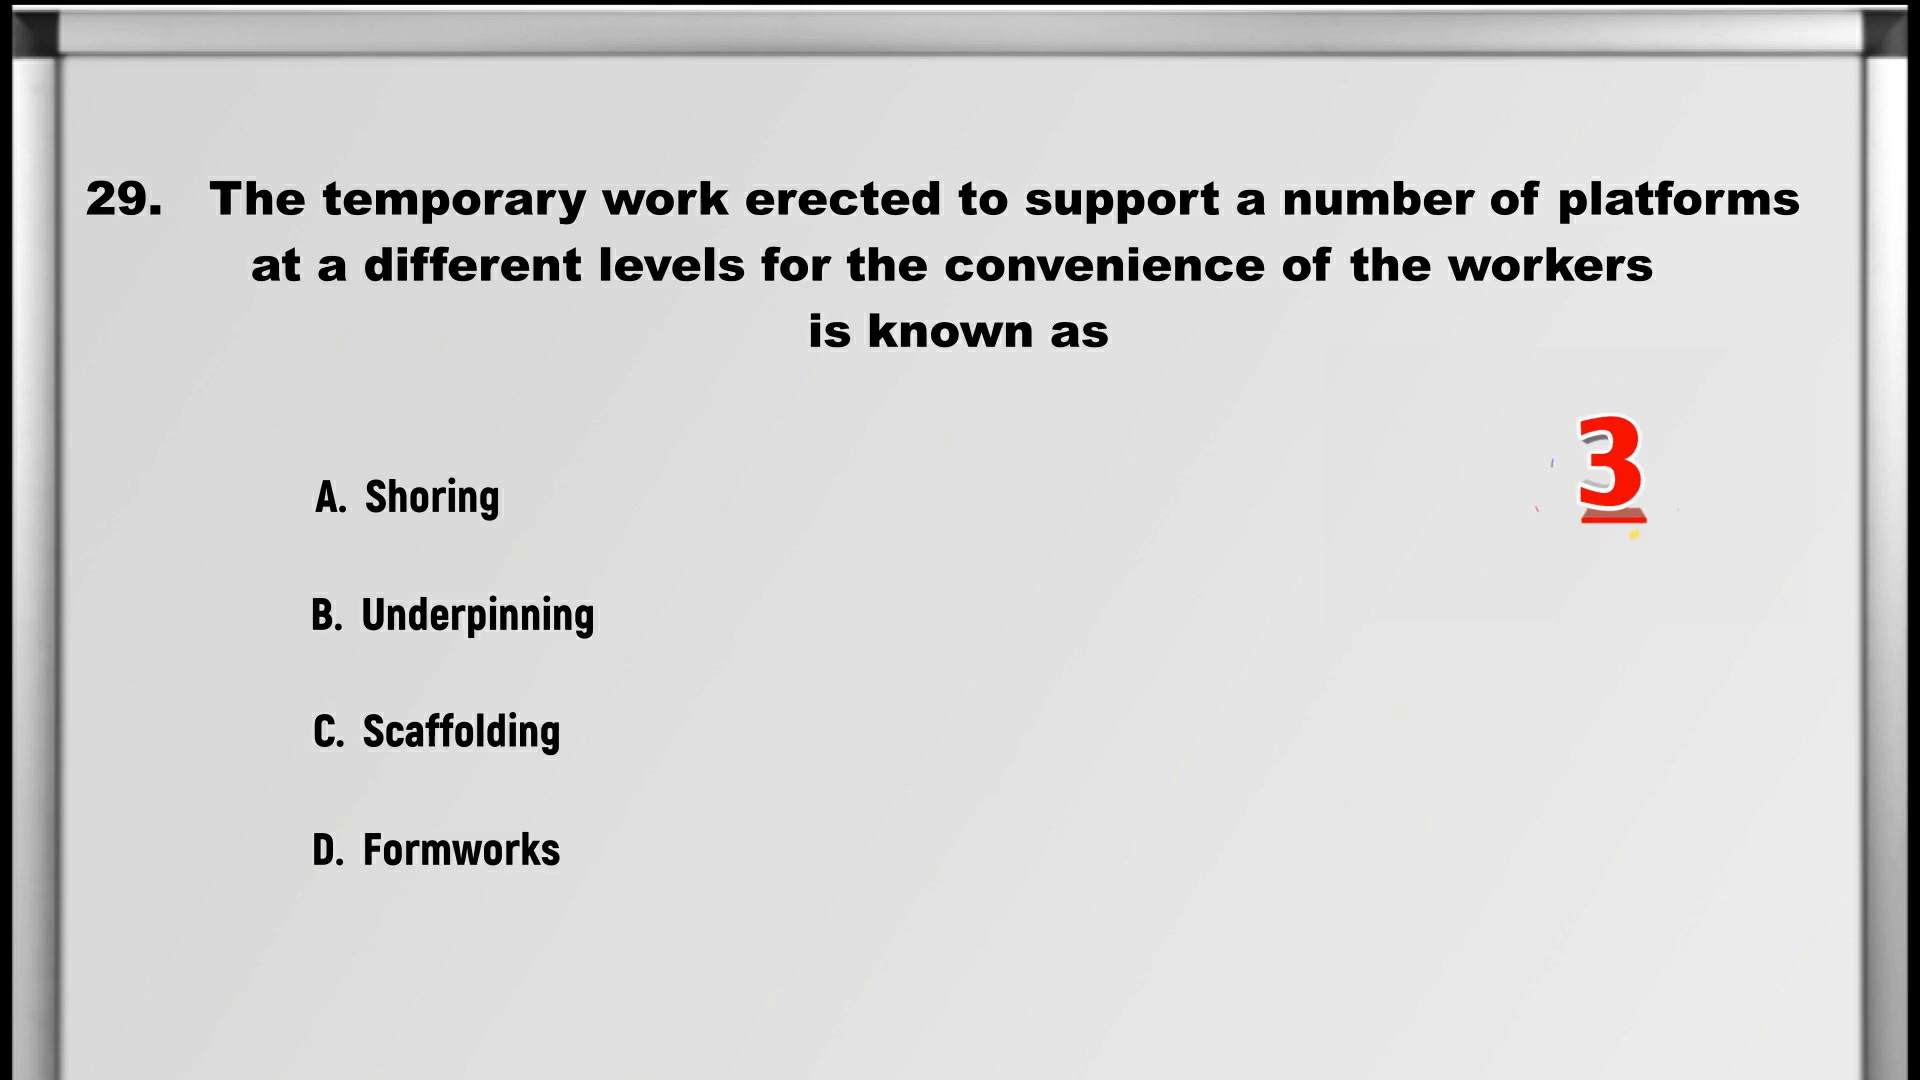 29. The temporary work erected to support a number of platforms
at a different levels for the convenience of the workers
is known as
3
A. Shoring
B. Underpinning
C. Scaffolding
D. Formworks